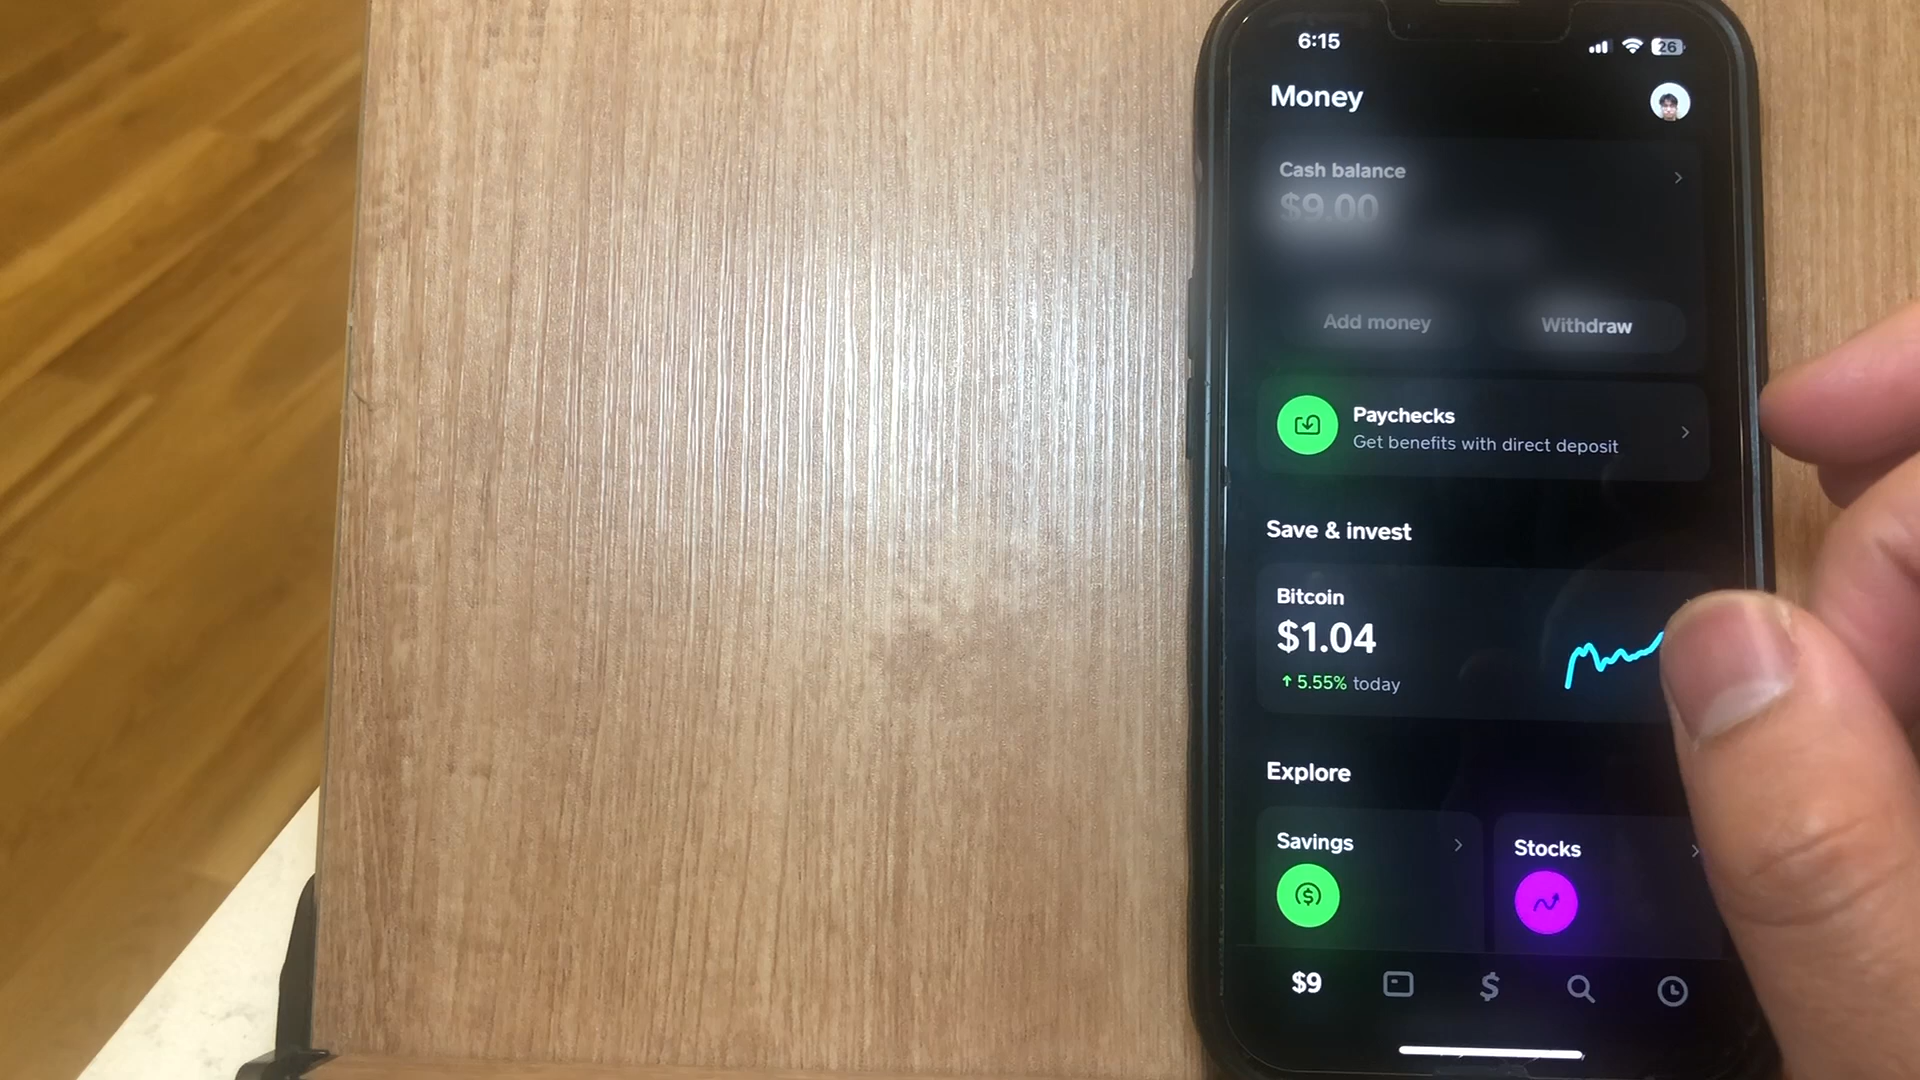 6:15
26
Money
Cash balance
$9.00
Add money
Withdraw
Paychecks
Get benefits with direct deposit
Save & invest
Bitcoin
$1.04
↑ 5.55% today
Explore
Savings
Stocks
$9